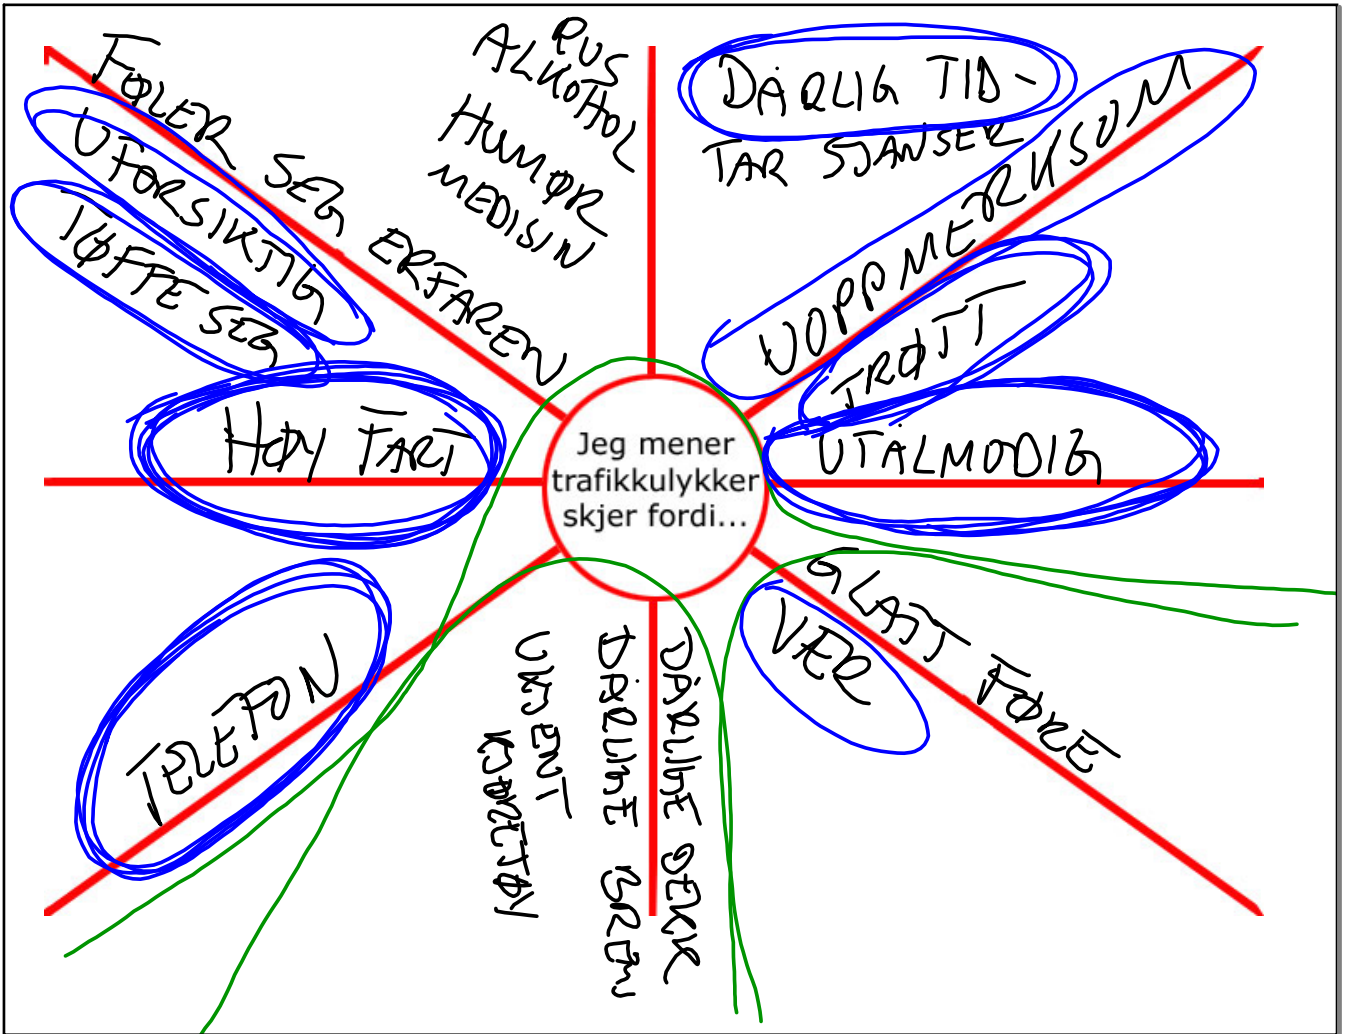 RUS
ALKOHOL
HUMØR
MEDISIN
DÅRLIG TID -
TAR SJANSER
UOPPMERKSOM
TRØTT
UTÅLMODIG
FØLER SEG ERFAREN
UFORSIKTIG
TØFFE SEG
HØY FART
Jeg mener
trafikkulykker
skjer fordi...
TELEFON
GLATT FØRE
VÆR
DÅRLIGE DEKK
DÅRLIGE BREM
UKJENT
KJØRETØY